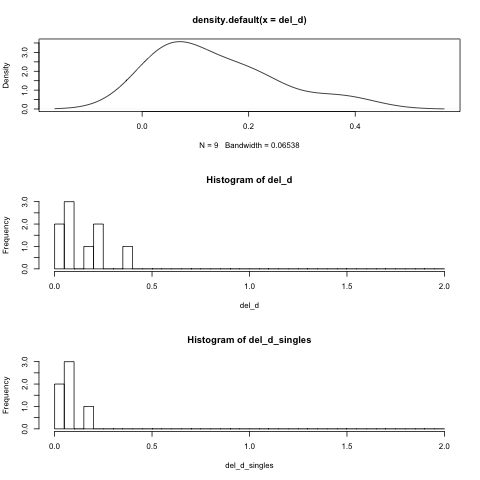 density.default(x = del_d)
Density
0.0 1.0 2.0 3.0
0.0 0.2 0.4
N = 9 Bandwidth = 0.06538
Histogram of del_d
Frequency
0.0 1.0 2.0 3.0
0.0 0.5 1.0 1.5 2.0
del_d
Histogram of del_d_singles
Frequency
0.0 1.0 2.0 3.0
0.0 0.5 1.0 1.5 2.0
del_d_singles